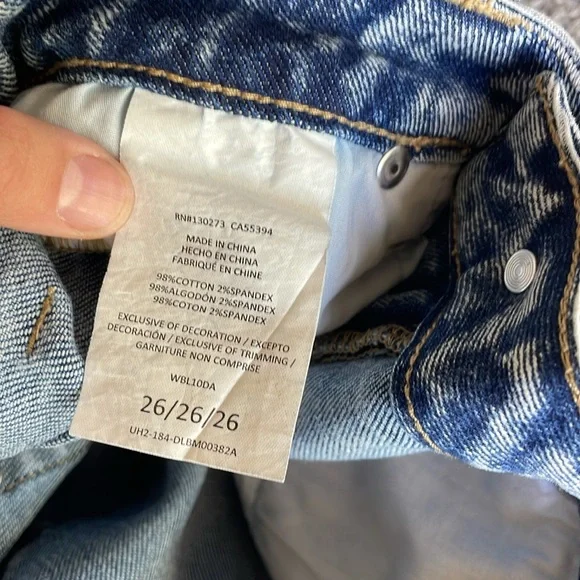 RN#130273 CA55394
MADE IN CHINA
HECHO EN CHINA
FABRIQUÉ EN CHINE
98%COTTON 2%SPANDEX
98%ALGODÓN 2%SPANDEX
98%COTON 2%SPANDEX
EXCLUSIVE OF DECORATION / EXCEPTO
DECORACIÓN / EXCLUSIVE OF TRIMMING /
GARNITURE NON COMPRISE
WBL10DA
26/26/26
UH2-184-DLBM00382A